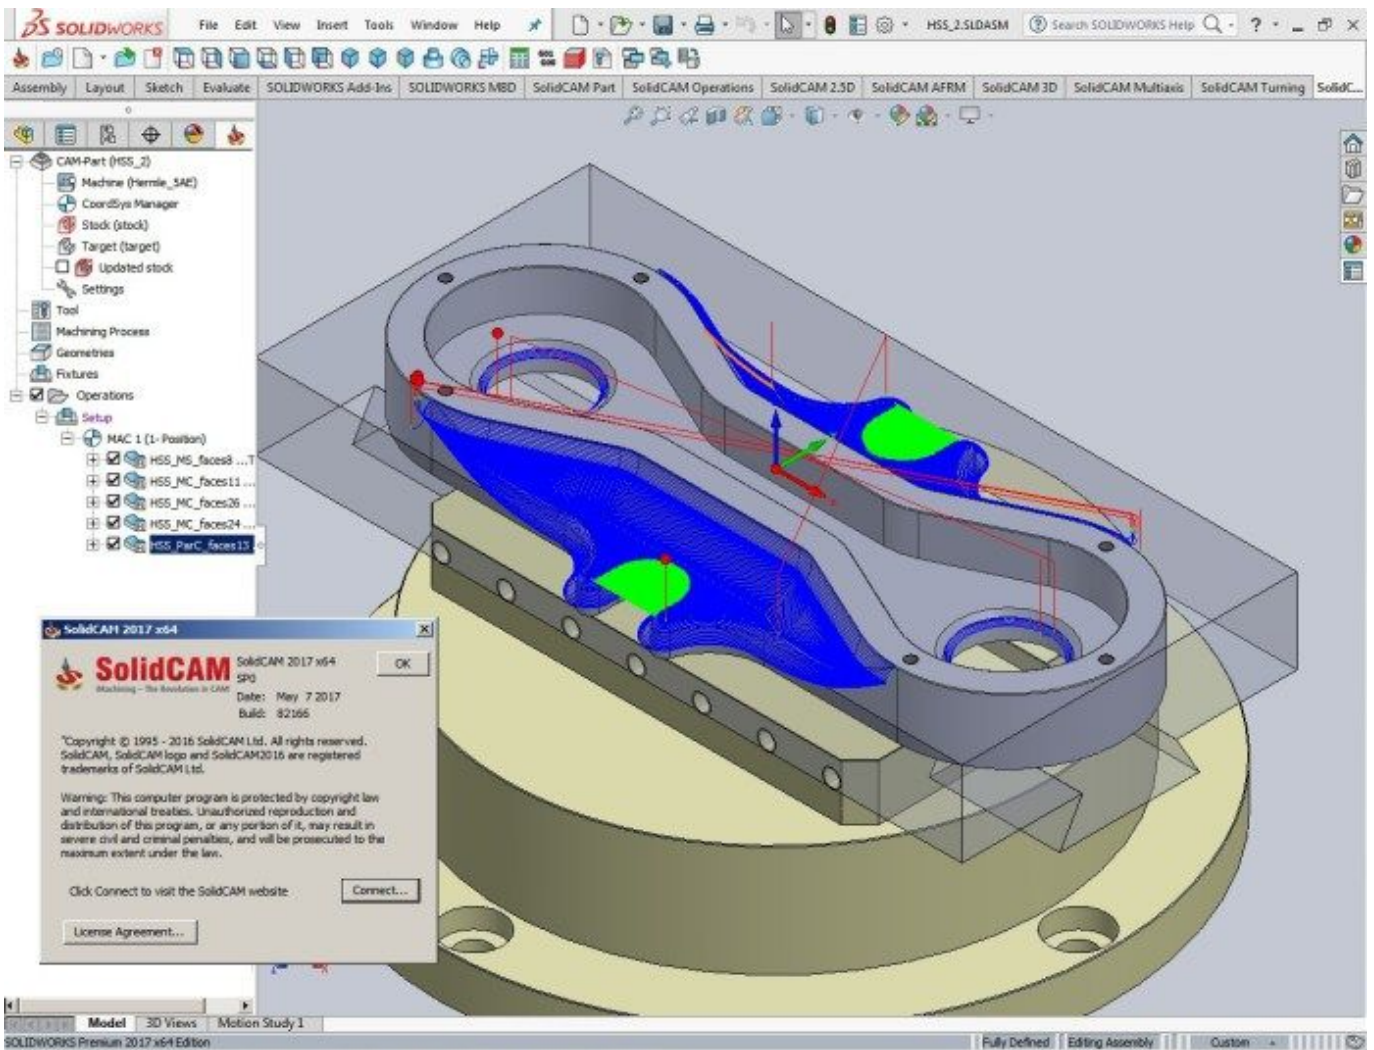 SOLIDWORKS File Edit View Insert Tools Window Help HSS_2.SLDASM Search SOLIDWORKS Help ?
Assembly Layout Sketch Evaluate SOLIDWORKS Add-Ins SOLIDWORKS MBD SolidCAM Part SolidCAM Operations SolidCAM 2.5D SolidCAM AFRM SolidCAM 3D SolidCAM Multiaxis SolidCAM Turning SolidC...
CAM-Part (HSS_2)
Machine (Hermle_5AE)
CoordSys Manager
Stock (stock)
Target (target)
Updated stock
Settings
Tool
Machining Process
Geometries
Fixtures
Operations
Setup
MAC 1 (1- Position)
HSS_MS_faces8 ...T
HSS_MC_faces11 ...
HSS_MC_faces26 ...
HSS_MC_faces24 ...
HSS_ParC_faces13
SolidCAM 2017 x64
SolidCAM
iMachining – The Revolution in CAM!
SolidCAM 2017 x64
SP0
OK
Date: May 7 2017
Build: 82166
"Copyright © 1995 - 2016 SolidCAM Ltd. All rights reserved.
SolidCAM, SolidCAM logo and SolidCAM2016 are registered
trademarks of SolidCAM Ltd.
Warning: This computer program is protected by copyright law
and international treaties. Unauthorized reproduction and
distribution of this program, or any portion of it, may result in
severe civil and criminal penalties, and will be prosecuted to the
maximum extent under the law.
Click Connect to visit the SolidCAM website
Connect...
License Agreement...
Model 3D Views Motion Study 1
SOLIDWORKS Premium 2017 x64 Edition Fully Defined Editing Assembly Custom